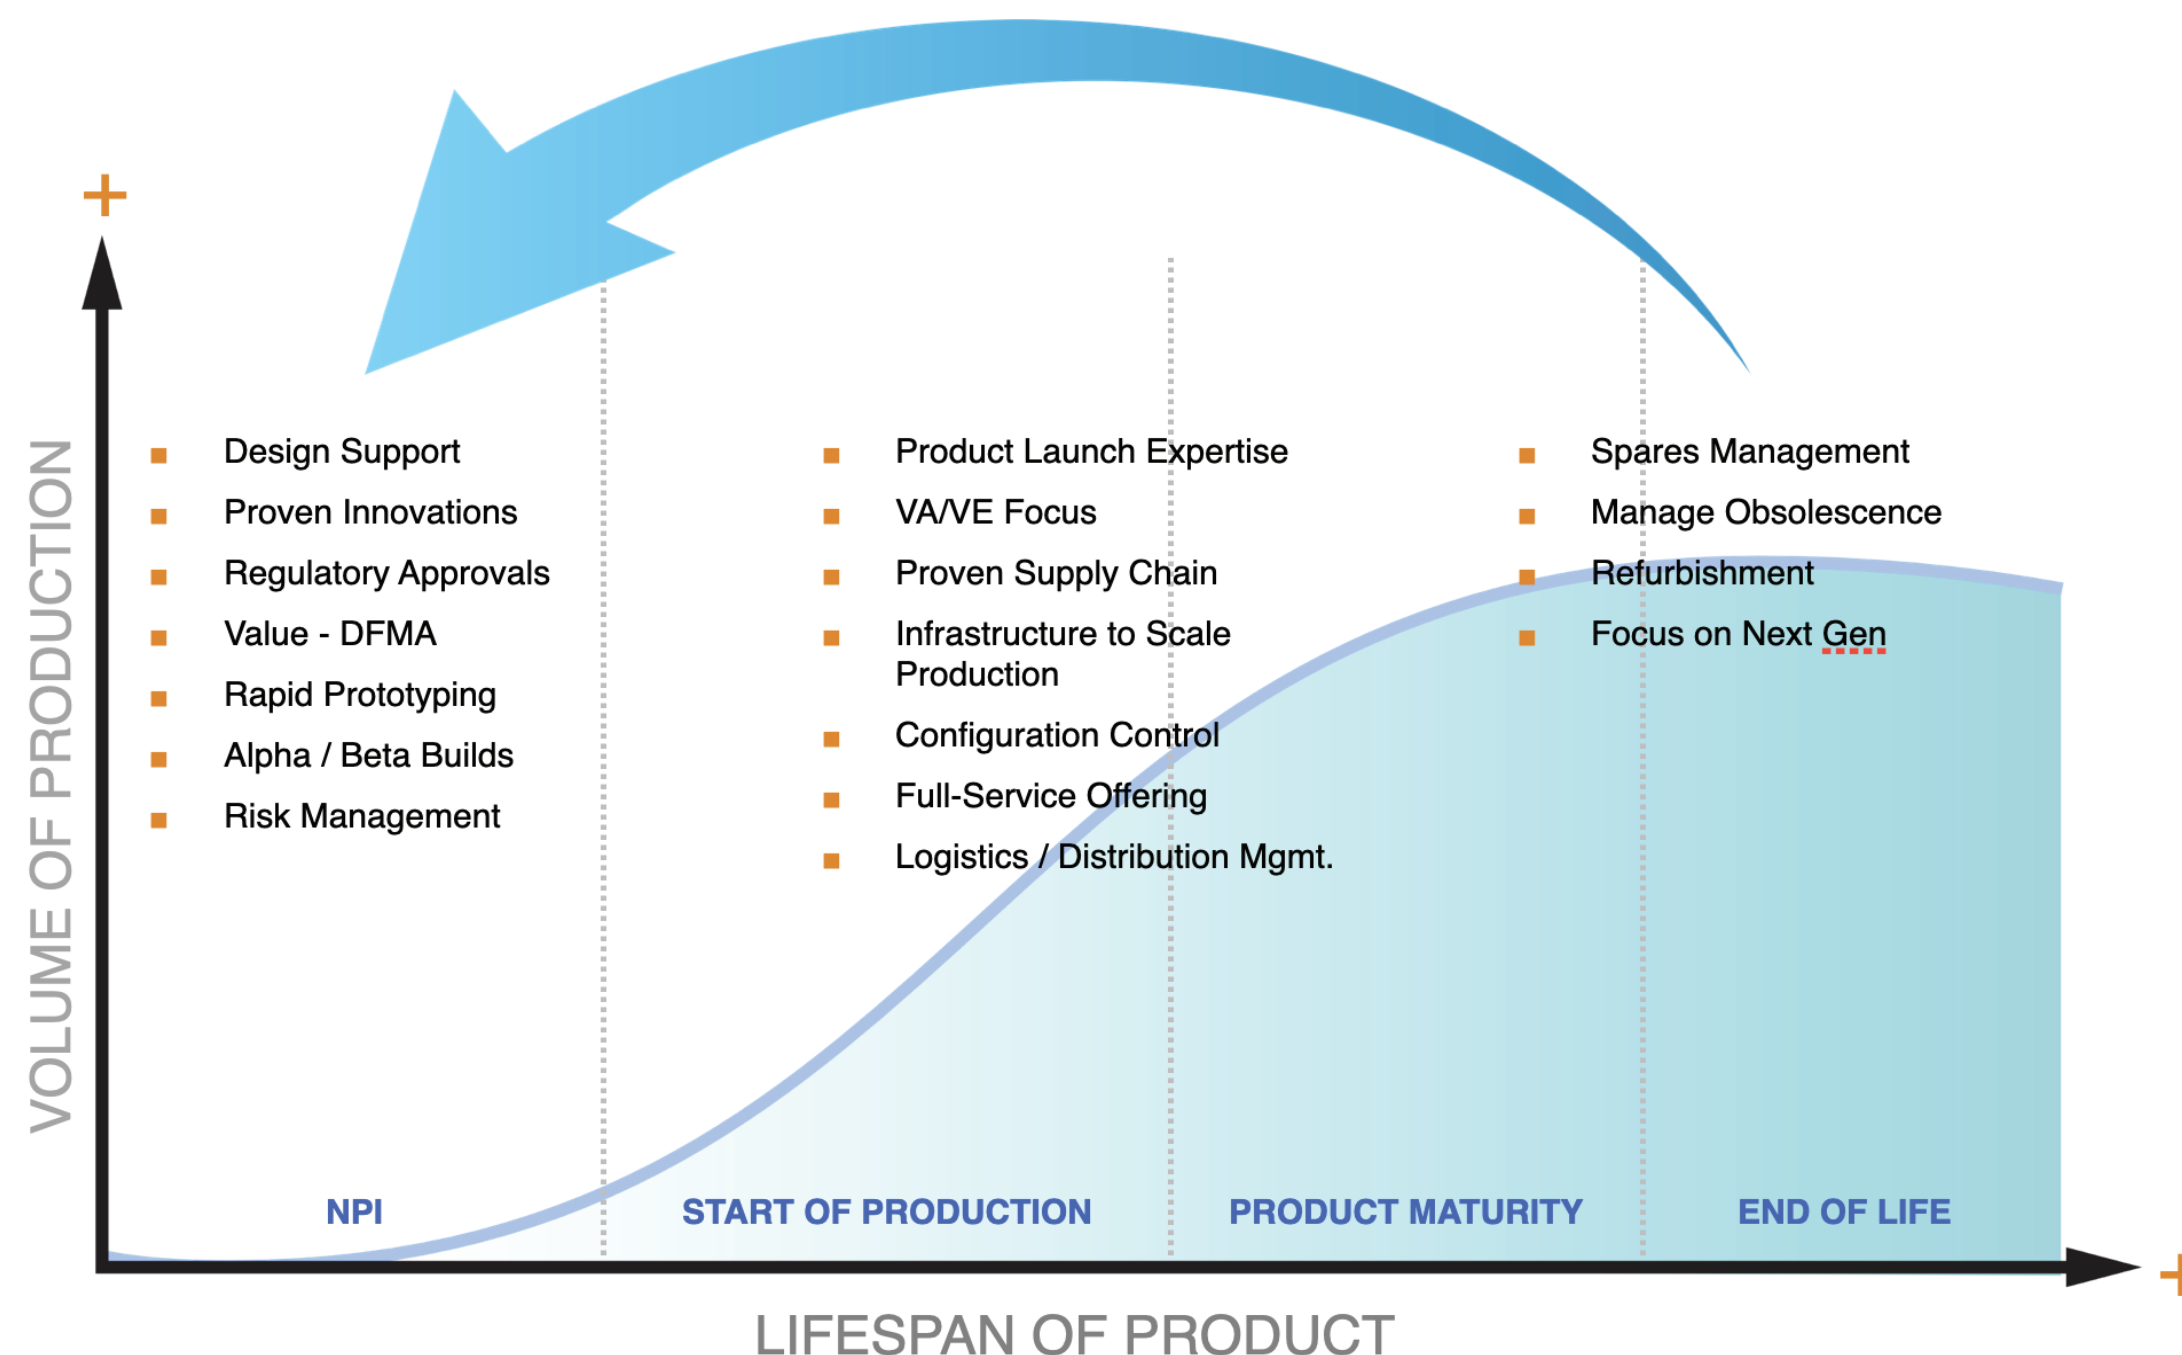 +
VOLUME OF PRODUCTION
Design Support
Proven Innovations
Regulatory Approvals
Value - DFMA
Rapid Prototyping
Alpha / Beta Builds
Risk Management
Product Launch Expertise
VA/VE Focus
Proven Supply Chain
Infrastructure to Scale
Production
Configuration Control
Full-Service Offering
Logistics / Distribution Mgmt.
Spares Management
Manage Obsolescence
Refurbishment
Focus on Next Gen
NPI
START OF PRODUCTION
PRODUCT MATURITY
END OF LIFE
+
LIFESPAN OF PRODUCT